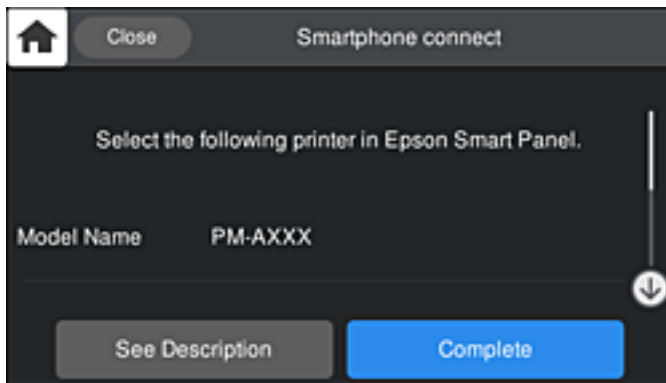 Close
Smartphone connect
Select the following printer in Epson Smart Panel.
Model Name PM-AXXX
See Description
Complete